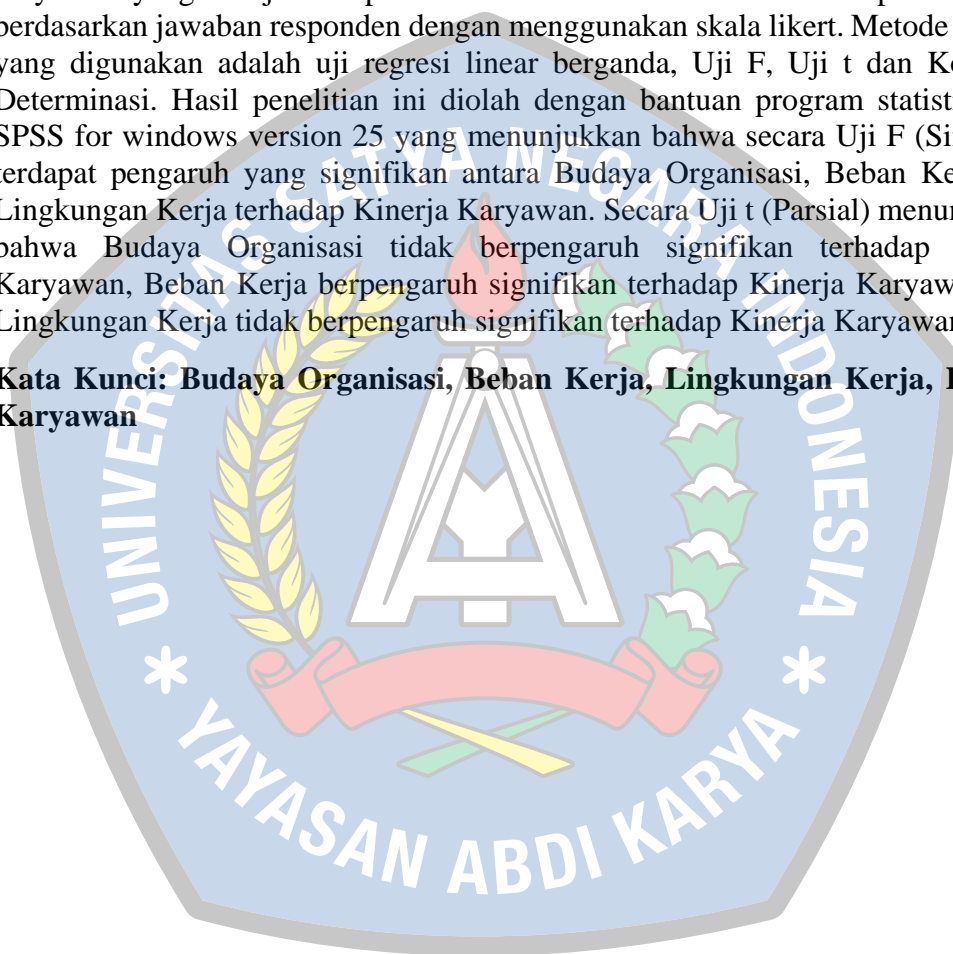 berdasarkan jawaban responden dengan menggunakan skala likert. Metode
yang digunakan adalah uji regresi linear berganda, Uji F, Uji t dan
Determinasi. Hasil penelitian ini diolah dengan bantuan program
SPSS for windows version 25 yang menunjukkan bahwa secara Uji F
terdapat pengaruh yang signifikan antara Budaya Organisasi, Beban
Lingkungan Kerja terhadap Kinerja Karyawan. Secara Uji t (Parsial)
bahwa Budaya Organisasi tidak berpengaruh signifikan terhadap
Karyawan, Beban Kerja berpengaruh signifikan terhadap Kinerja
Lingkungan Kerja tidak berpengaruh signifikan terhadap Kinerja Karyawan
Kata Kunci: Budaya Organisasi, Beban Kerja, Lingkungan Kerja,
Karyawan
UNIVERSITAS SATYA NEGARA INDONESIA
* YAYASAN ABDI KARYA *